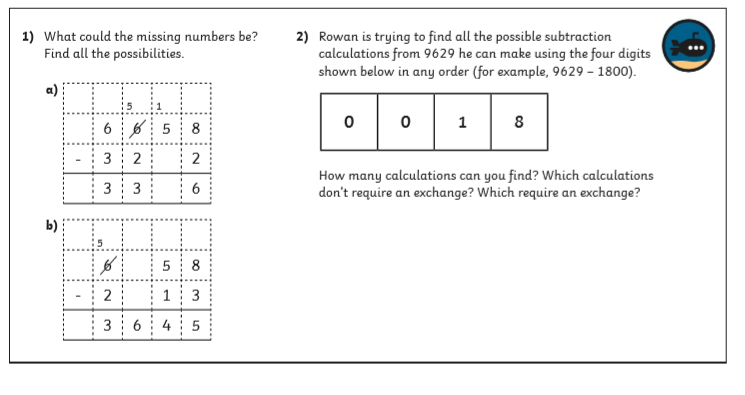 1) What could the missing numbers be?
Find all the possibilities.
a)
5 1
6 6 5 8
- 3 2 2
3 3 6
b)
5
6 5 8
- 2 1 3
3 6 4 5
2) Rowan is trying to find all the possible subtraction
calculations from 9629 he can make using the four digits
shown below in any order (for example, 9629 – 1800).
0 0 1 8
How many calculations can you find? Which calculations
don't require an exchange? Which require an exchange?